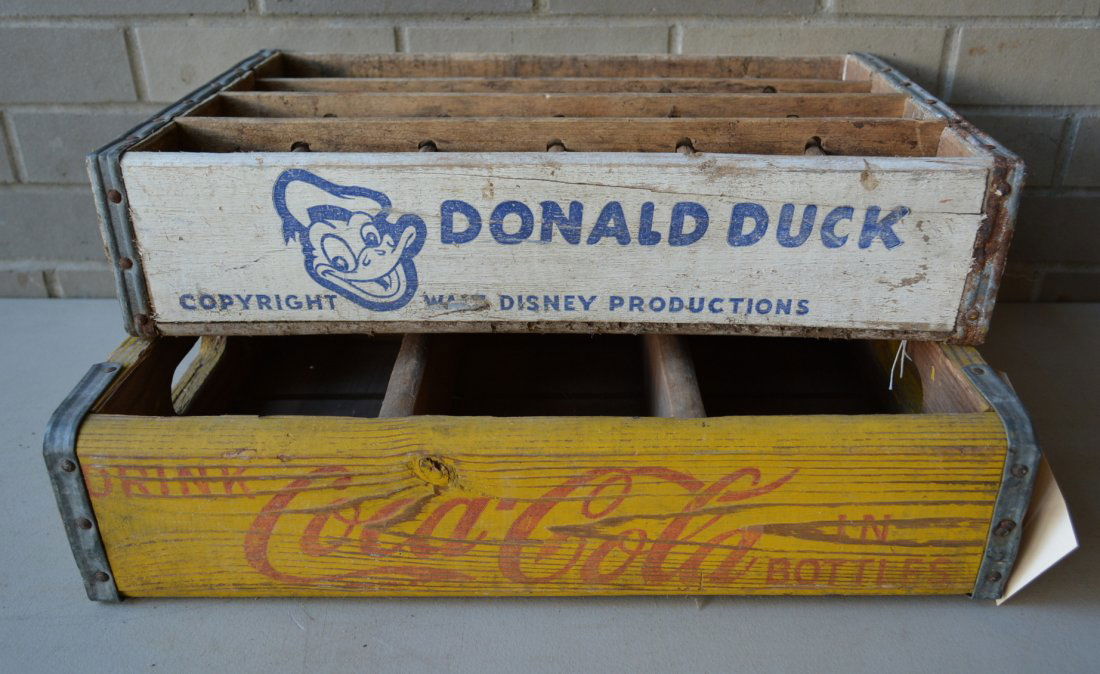 DONALD DUCK
COPYRIGHT WALT DISNEY PRODUCTIONS
DRINK
Coca-Cola
IN
BOTTLES